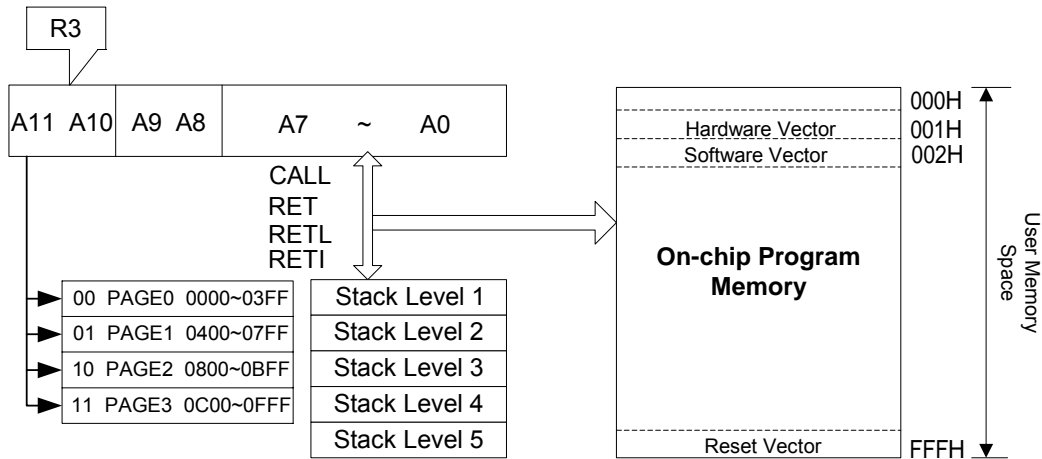 R3
A11 A10 A9 A8 A7 ~ A0
CALL
RET
RETL
RETI
00 PAGE0 0000~03FF
01 PAGE1 0400~07FF
10 PAGE2 0800~0BFF
11 PAGE3 0C00~0FFF
Stack Level 1
Stack Level 2
Stack Level 3
Stack Level 4
Stack Level 5
000H
Hardware Vector 001H
Software Vector 002H
On-chip Program
Memory
Reset Vector FFFH
User Memory
Space